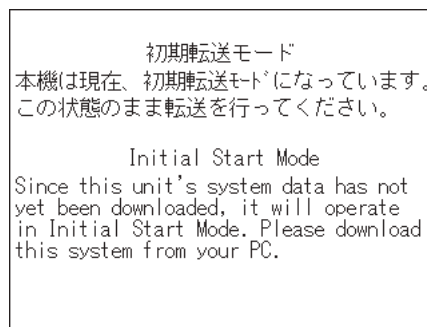 初期転送モード
本機は現在、初期転送ﾓｰﾄﾞになっています。
この状態のまま転送を行ってください。
Initial Start Mode
Since this unit's system data has not
yet been downloaded, it will operate
in Initial Start Mode. Please download
this system from your PC.